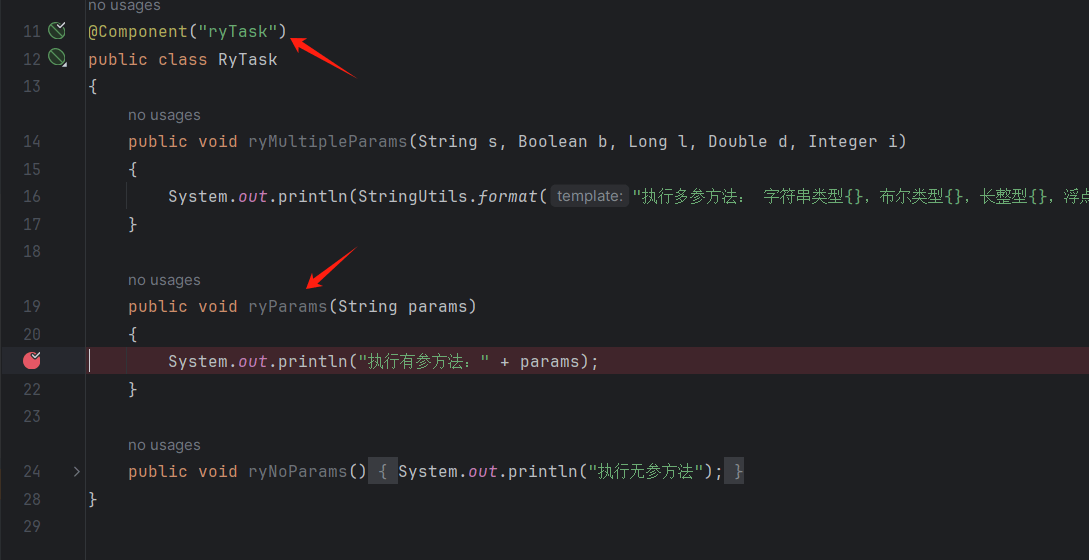 no usages
11 @Component("ryTask")
12 public class RyTask
13 {
no usages
14 public void ryMultipleParams(String s, Boolean b, Long l, Double d, Integer i)
15 {
16 System.out.println(StringUtils.format( template: "执行多参方法： 字符串类型{}，布尔类型{}，长整型{}，浮点
17 }
18
no usages
19 public void ryParams(String params)
20 {
System.out.println("执行有参方法：" + params);
22 }
23
no usages
24 public void ryNoParams() { System.out.println("执行无参方法"); }
28 }
29